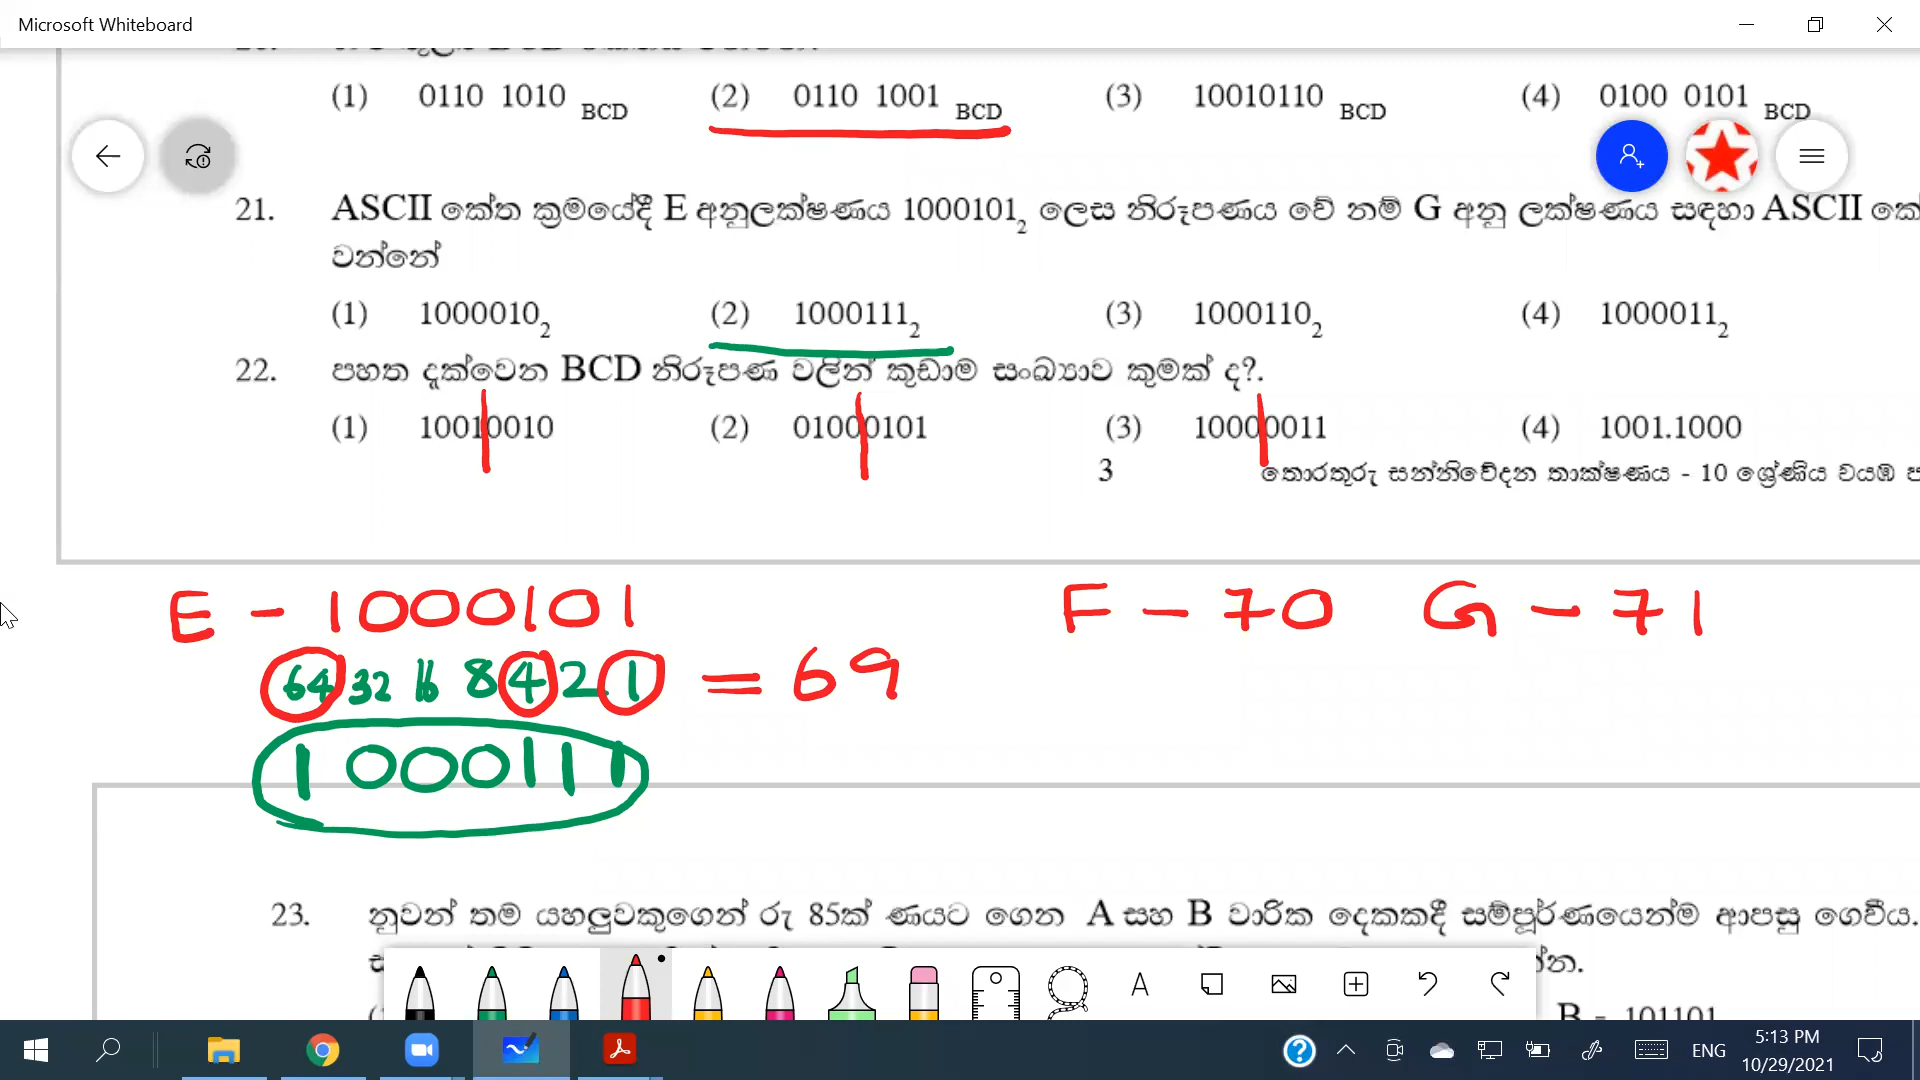 Microsoft Whiteboard
(1) 0110 1010 BCD (2) 0110 1001 BCD (3) 10010110 BCD (4) 0100 0101 BCD
21. ASCII කේත ක්‍රමයේදී E අනුලක්ෂණය 1000101₂ ලෙස නිරූපණය වේ නම් G අනු ලක්ෂණය සඳහා ASCII කේ
වන්නේ
(1) 1000010₂ (2) 1000111₂ (3) 1000110₂ (4) 1000011₂
22. පහත දැක්වෙන BCD නිරූපණ වලින් කුඩාම සංඛ්‍යාව කුමක් ද?.
(1) 10010010 (2) 01000101 (3) 10000011 (4) 1001.1000
3 තොරතුරු සන්නිවේදන තාක්ෂණය - 10 ශ්‍රේණිය වයඹ ප
E - 1000101 F - 70 G - 71
64 32 16 8 4 2 1 = 69
1000111
23. නුවන් තම යහලුවකුගෙන් රු 85ක් ණයට ගෙන A සහ B වාරික දෙකකදී සම්පූර්ණයෙන්ම ආපසු ගෙවීය.
න්න.
B - 101101
A
ENG
5:13 PM
10/29/2021